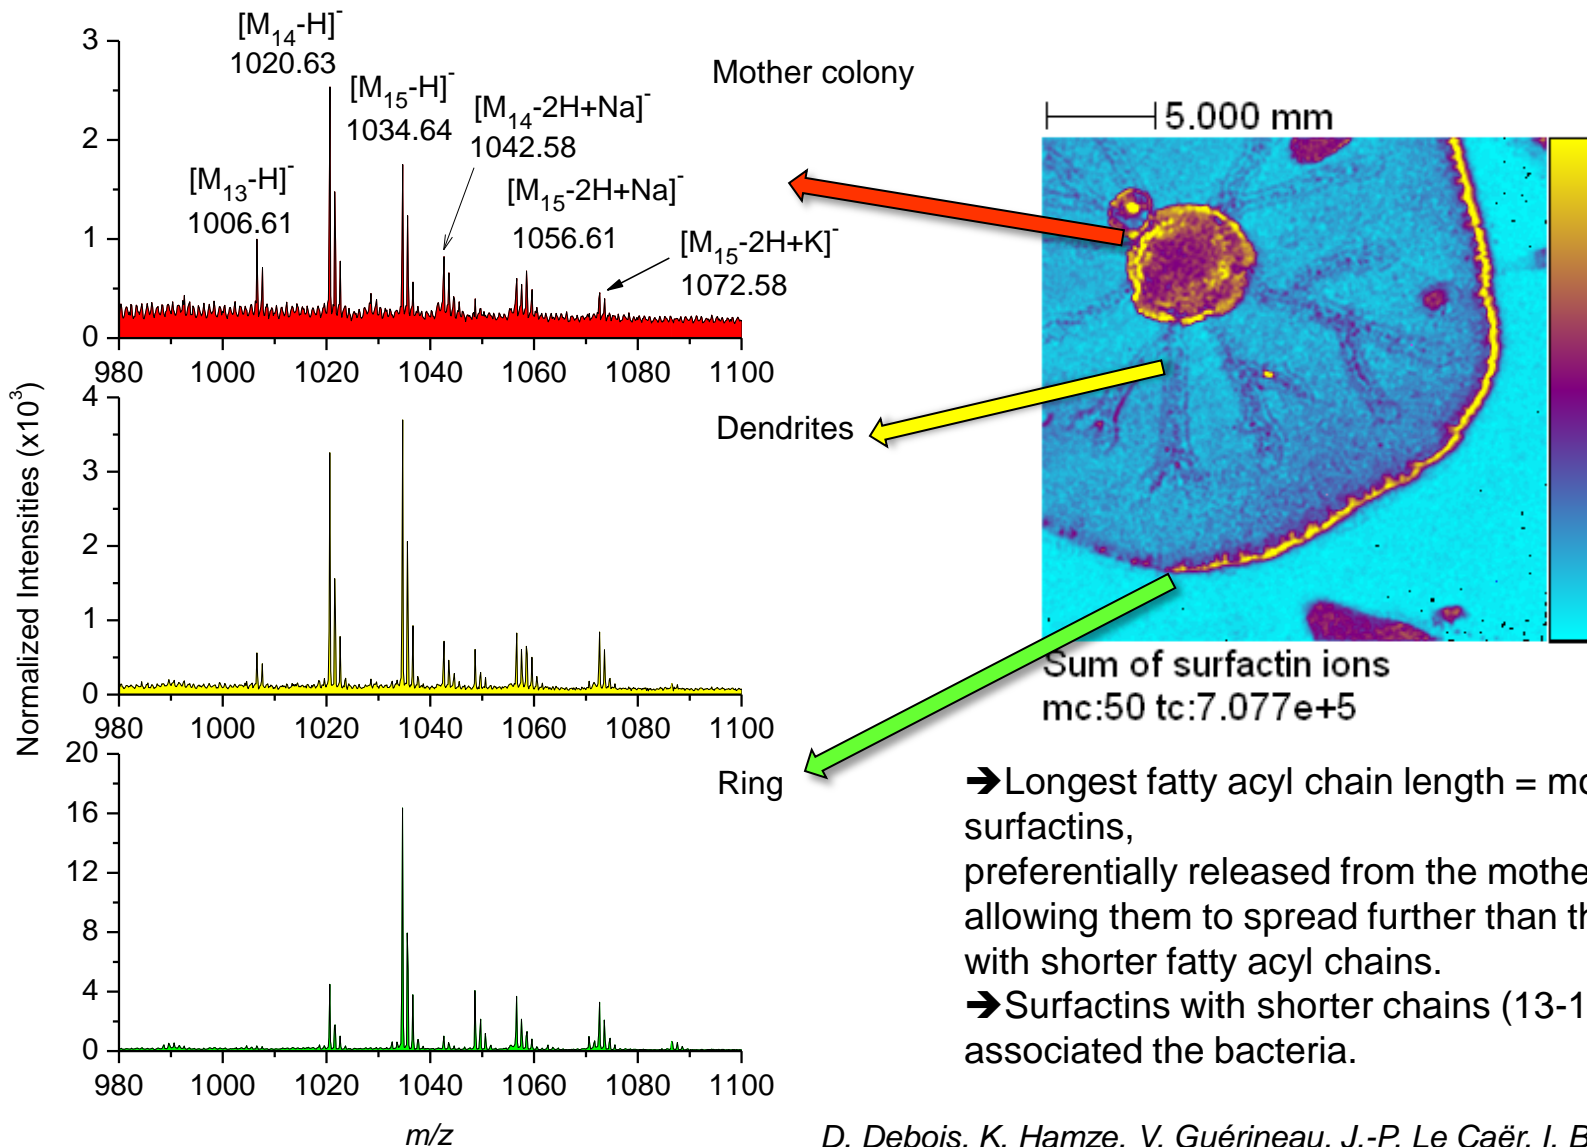 [M14-H]-
1020.63
[M15-H]-
1034.64
[M14-2H+Na]-
1042.58
[M13-H]-
1006.61
[M15-2H+Na]-
1056.61
[M15-2H+K]-
1072.58
Mother colony
3
2
1
0
980 1000 1020 1040 1060 1080 1100
Normalized Intensities (x10³)
Dendrites
4
3
2
1
0
980 1000 1020 1040 1060 1080 1100
Ring
20
16
12
8
4
0
980 1000 1020 1040 1060 1080 1100
m/z
5.000 mm
Sum of surfactin ions
mc:50 tc:7.077e+5
➔Longest fatty acyl chain length =
surfactins,
preferentially released from the
allowing them to spread further than
with shorter fatty acyl chains.
➔Surfactins with shorter chains
associated the bacteria.
D. Debois, K. Hamze, V. Guérineau, J.-P. Le Caër, I.